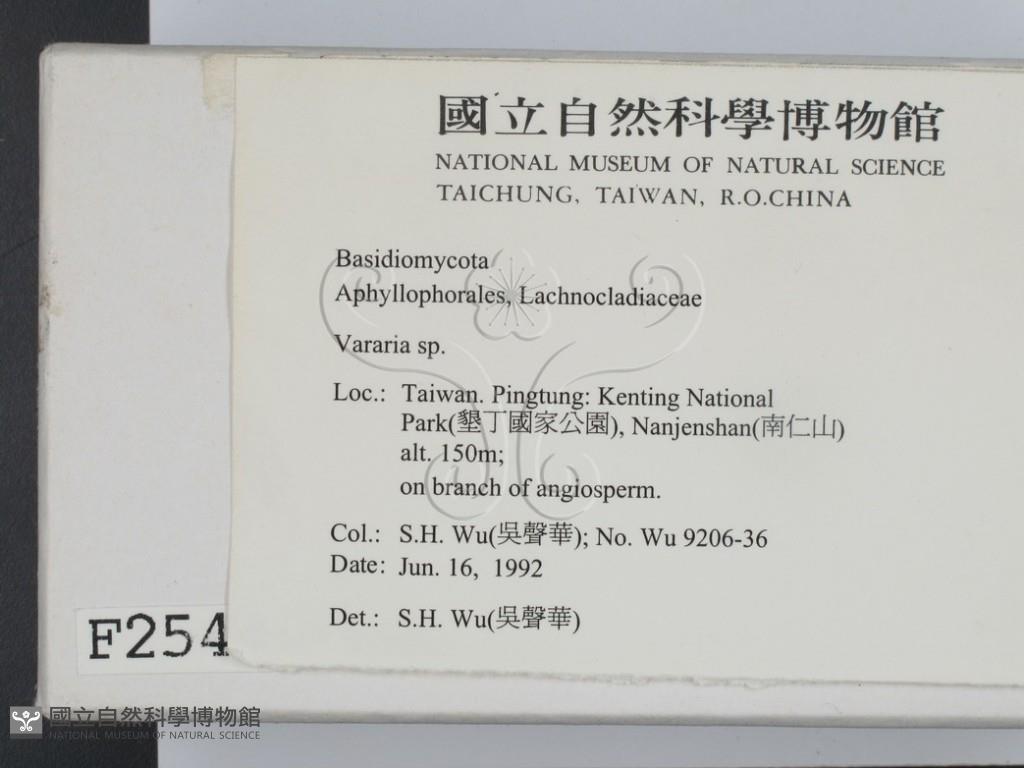 國立自然科學博物館
NATIONAL MUSEUM OF NATURAL SCIENCE
TAICHUNG, TAIWAN, R.O.CHINA
Basidiomycota
Aphyllophorales, Lachnocladiaceae
Vararia sp.
Loc.: Taiwan. Pingtung: Kenting National
Park(墾丁國家公園), Nanjenshan(南仁山)
alt. 150m;
on branch of angiosperm.
Col.: S.H. Wu(吳聲華); No. Wu 9206-36
Date: Jun. 16, 1992
Det.: S.H. Wu(吳聲華)
F254
國立自然科學博物館
NATIONAL MUSEUM OF NATURAL SCIENCE